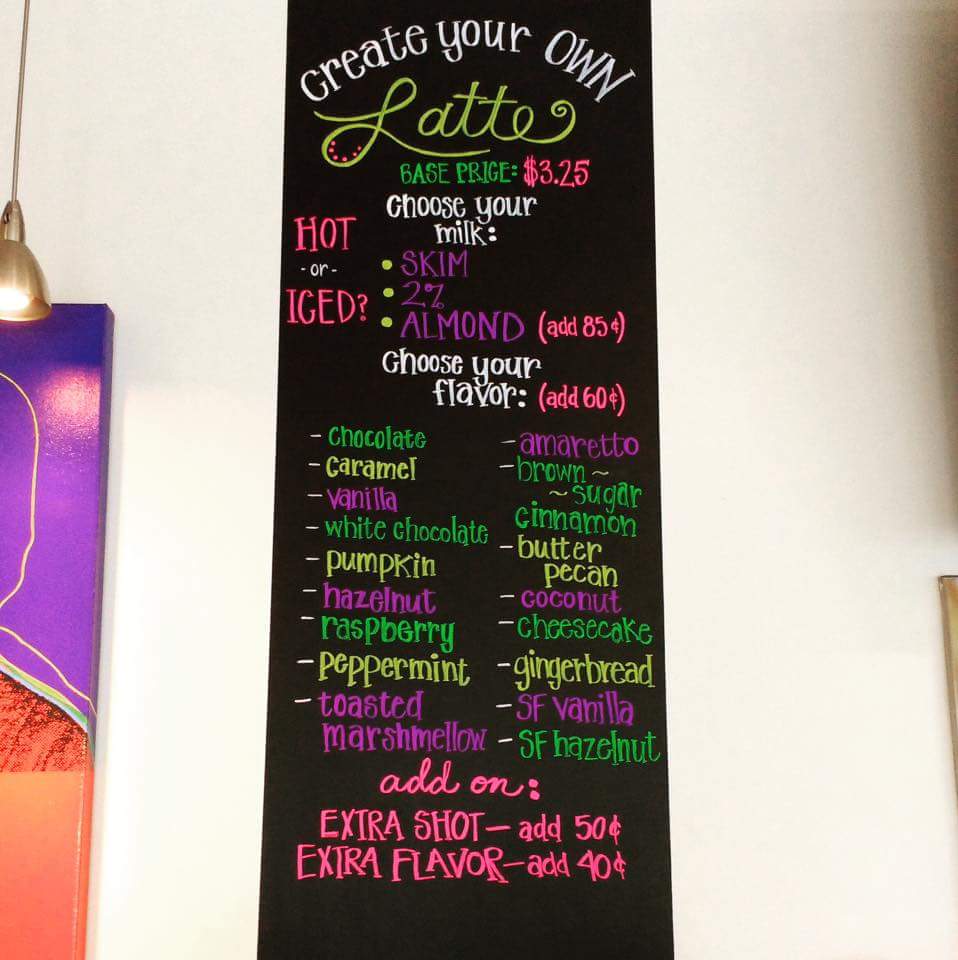 Create your OWN
Latte
BASE PRICE: $3.25
HOT
-or-
ICED?
Choose your
milk:
• SKIM
• 2%
• ALMOND (add 85¢)
Choose your
flavor: (add 60¢)
- chocolate
- caramel
- vanilla
- white chocolate
- pumpkin
- hazelnut
- raspberry
- peppermint
- toasted
marshmellow
- amaretto
- brown ~
~ sugar
cinnamon
- butter
pecan
- coconut
- cheesecake
- gingerbread
- SF vanilla
- SF hazelnut
add on:
EXTRA SHOT - add 50¢
EXTRA FLAVOR - add 40¢